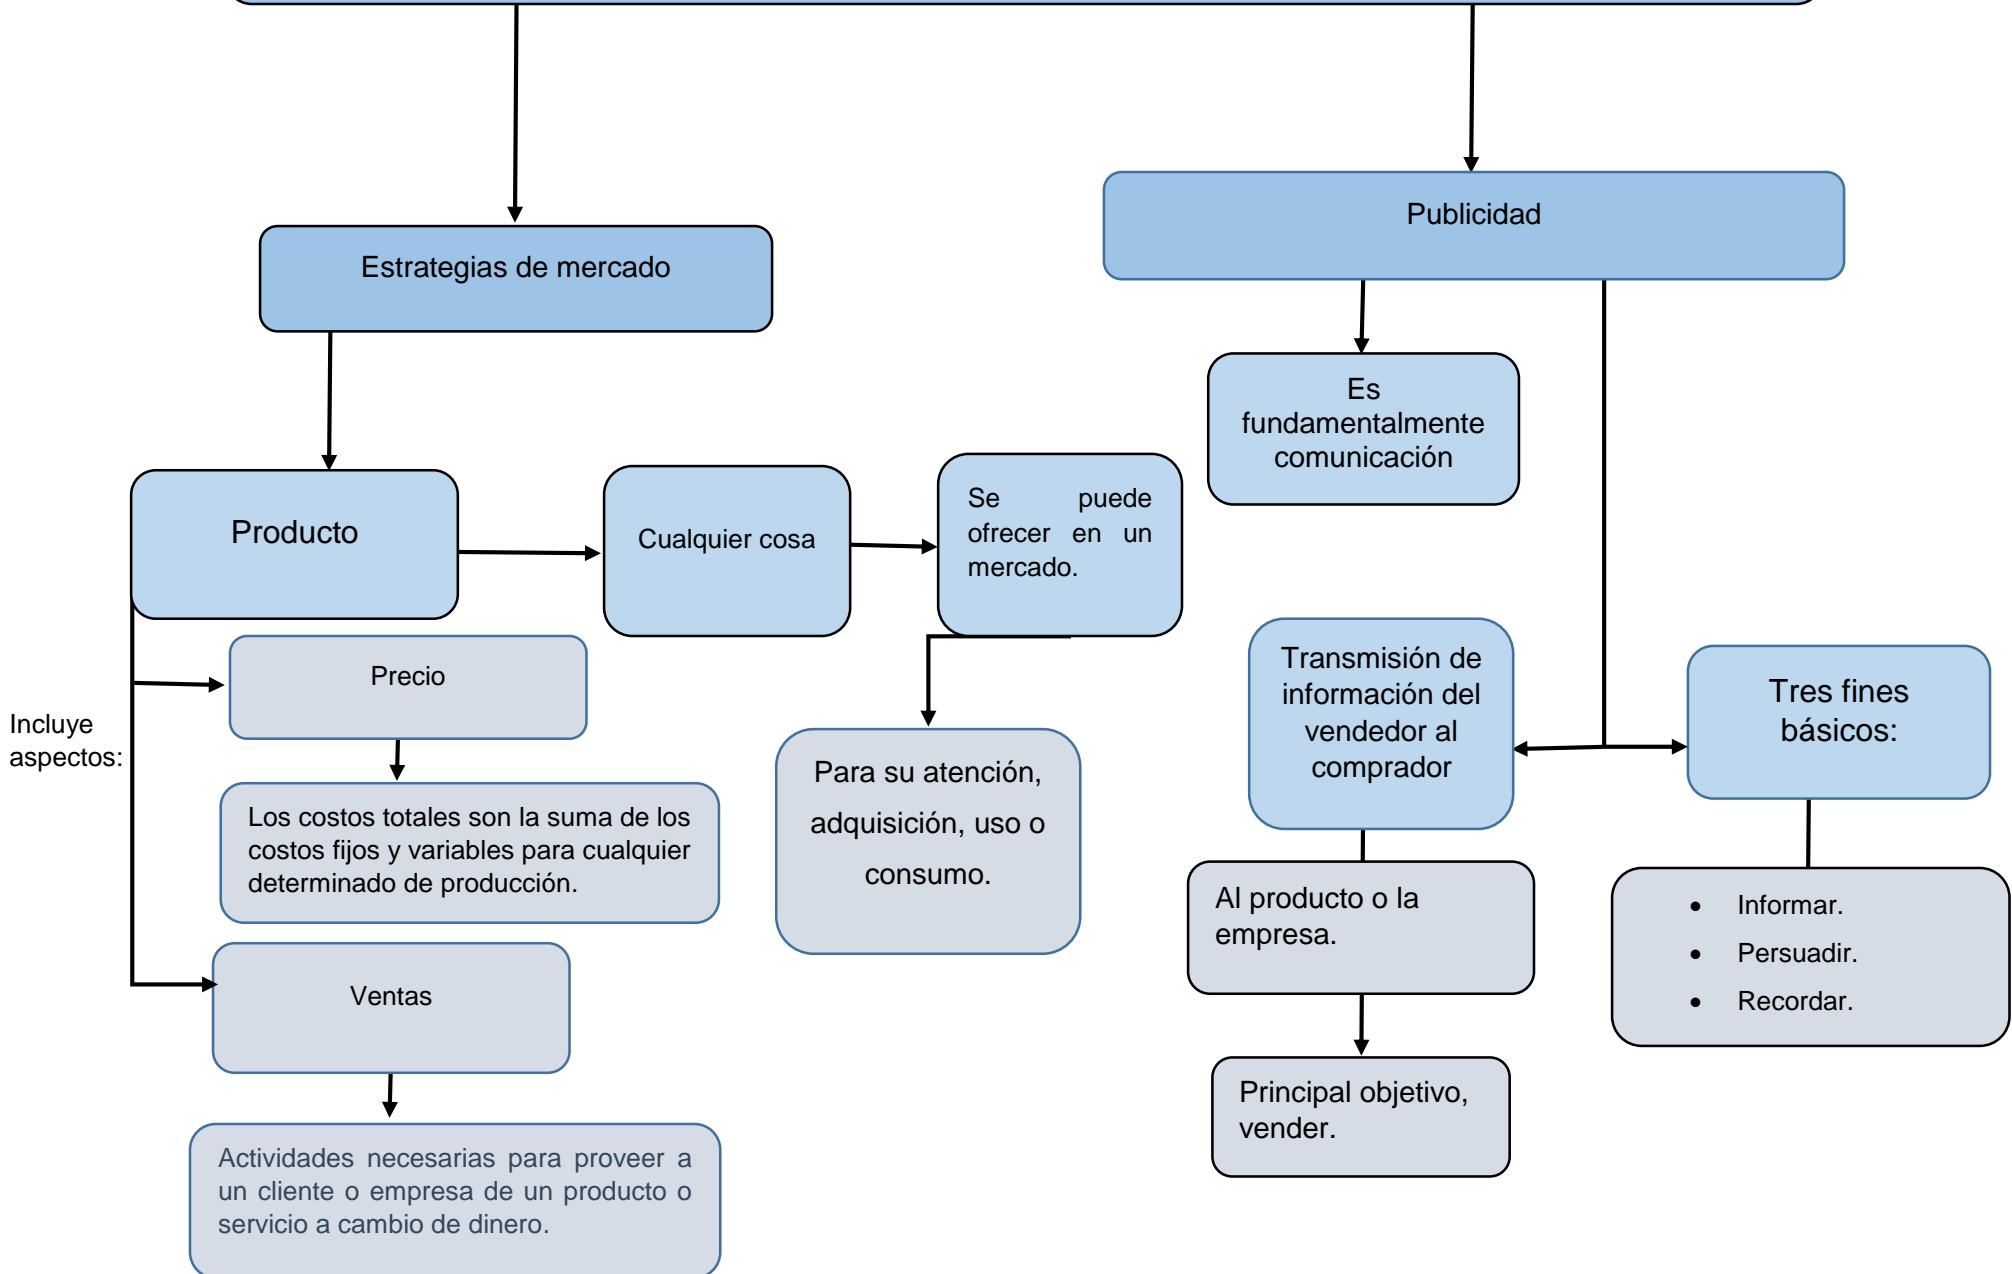 Publicidad
Estrategias de mercado
Es
fundamentalmente
comunicación
Producto
Cualquier cosa
Se puede
ofrecer en un
mercado.
Precio
Incluye
aspectos:
Los costos totales son la suma de los
costos fijos y variables para cualquier
determinado de producción.
Ventas
Actividades necesarias para proveer a
un cliente o empresa de un producto o
servicio a cambio de dinero.
Para su atención,
adquisición, uso o
consumo.
Transmisión de
información del
vendedor al
comprador
Al producto o la
empresa.
Principal objetivo,
vender.
Tres fines
básicos:
• Informar.
• Persuadir.
• Recordar.